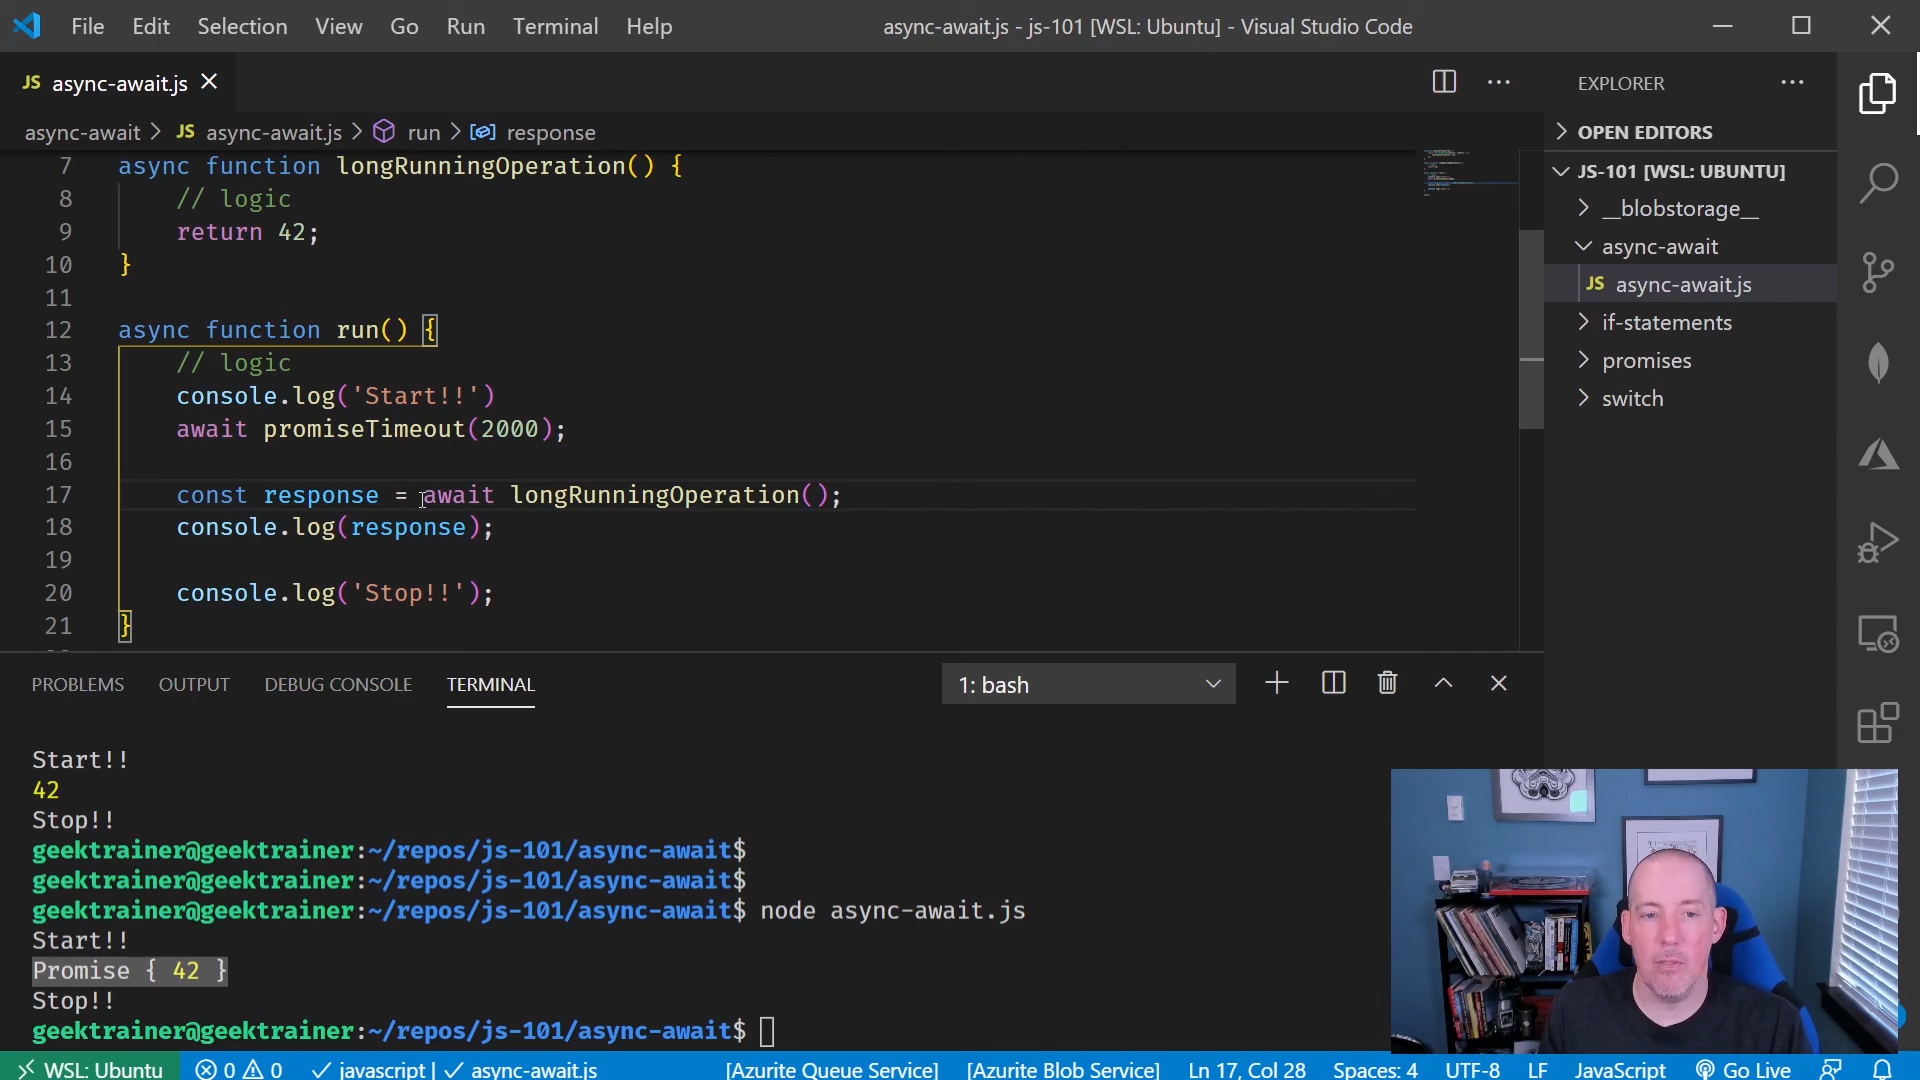 File Edit Selection View Go Run Terminal Help
async-await.js - js-101 [WSL: Ubuntu] - Visual Studio Code
JS async-await.js
async-await > JS async-await.js > run > response
7 async function longRunningOperation() {
8 // logic
9 return 42;
10 }
11
12 async function run() {
13 // logic
14 console.log('Start!!')
15 await promiseTimeout(2000);
16
17 const response = await longRunningOperation();
18 console.log(response);
19
20 console.log('Stop!!');
21 }
EXPLORER
OPEN EDITORS
JS-101 [WSL: UBUNTU]
__blobstorage__
async-await
JS async-await.js
if-statements
promises
switch
PROBLEMS OUTPUT DEBUG CONSOLE TERMINAL
1: bash
Start!!
42
Stop!!
geektrainer@geektrainer:~/repos/js-101/async-await$
geektrainer@geektrainer:~/repos/js-101/async-await$
geektrainer@geektrainer:~/repos/js-101/async-await$ node async-await.js
Start!!
Promise { 42 }
Stop!!
geektrainer@geektrainer:~/repos/js-101/async-await$
WSL: Ubuntu 0 0 javascript | async-await.js [Azurite Queue Service] [Azurite Blob Service] Ln 17, Col 28 Spaces: 4 UTF-8 LF JavaScript Go Live